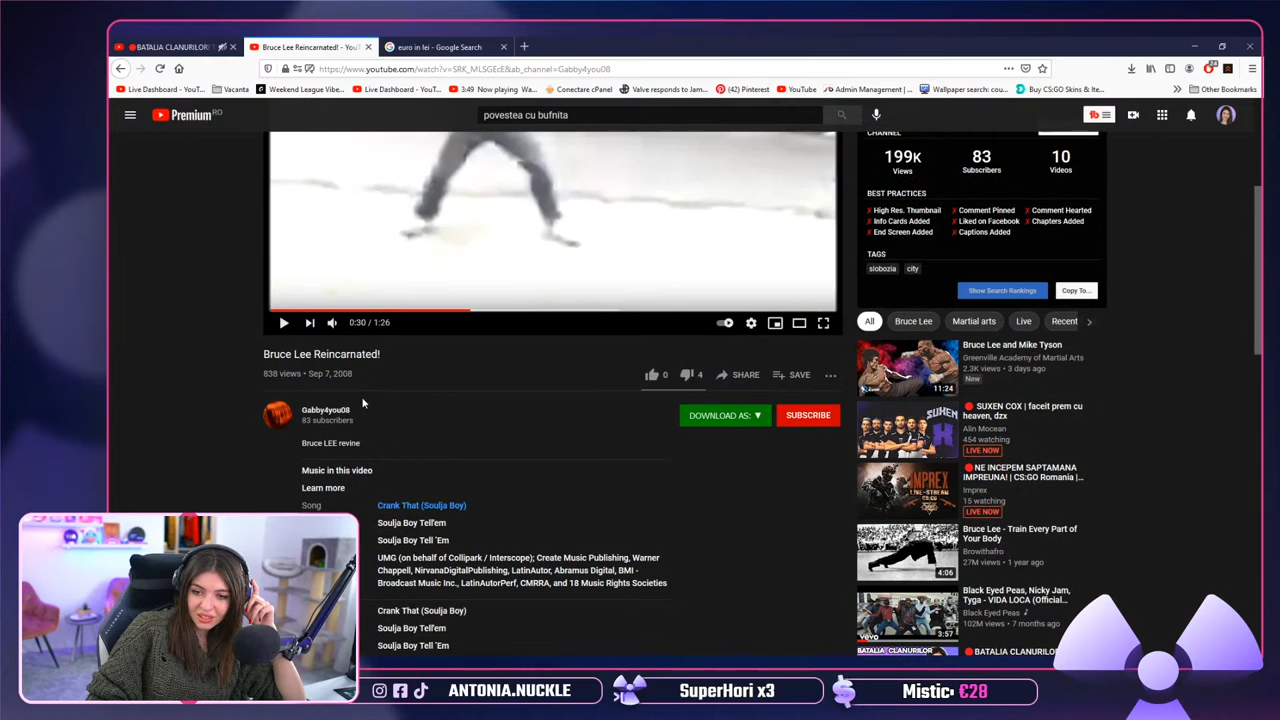 BATALIA CLANURILOR!
Bruce Lee Reincarnated! - You
euro in lei - Google Search
https://www.youtube.com/watch?v=SRK_MLSGEcE&ab_channel=Gabby4you08
Live Dashboard - YouT...
Vacanta
Weekend League Vibe...
Live Dashboard - YouT...
3:49 Now playing Wa...
Conectare cPanel
Valve responds to Jam...
(42) Pinterest
YouTube
Admin Management |...
Wallpaper search: cou...
Buy CS:GO Skins & Ite...
Other Bookmarks
Premium RO
povestea cu bufnita
CHANNEL
199K 83 10
Views Subscribers Videos
BEST PRACTICES
x High Res. Thumbnail x Comment Pinned x Comment Hearted
x Info Cards Added x Liked on Facebook x Chapters Added
x End Screen Added x Captions Added
TAGS
slobozia city
Show Search Rankings Copy To...
0:30 / 1:26
All Bruce Lee Martial arts Live Recent
Bruce Lee Reincarnated!
838 views • Sep 7, 2008
0 4 SHARE SAVE
Gabby4you08
83 subscribers
DOWNLOAD AS: ▼ SUBSCRIBE
Bruce LEE revine
Music in this video
Learn more
Song Crank That (Soulja Boy)
Soulja Boy Tell'em
Soulja Boy Tell 'Em
UMG (on behalf of Collipark / Interscope); Create Music Publishing, Warner
Chappell, NirvanaDigitalPublishing, LatinAutor, Abramus Digital, BMI -
Broadcast Music Inc., LatinAutorPerf, CMRRA, and 18 Music Rights Societies
Crank That (Soulja Boy)
Soulja Boy Tell'em
Soulja Boy Tell 'Em
Bruce Lee and Mike Tyson
Greenville Academy of Martial Arts
2.3K views • 3 days ago
New
11:24
SUXEN COX | faceit prem cu
heaven, dzx
Alin Mocean
454 watching
LIVE NOW
SUXEN
NE INCEPEM SAPTAMANA
IMPREUNA! | CS:GO Romania |...
Imprex
15 watching
LIVE NOW
IMPREX
LIVE-STREAM
Bruce Lee - Train Every Part of
Your Body
Browithafro
27M views • 1 year ago
4:06
Black Eyed Peas, Nicky Jam,
Tyga - VIDA LOCA (Official...
Black Eyed Peas
102M views • 7 months ago
3:57
vevo
BATALIA CLANURILOR
BATALIA CLANURILO
ANTONIA.NUCKLE
SuperHori x3
Mistic: €28